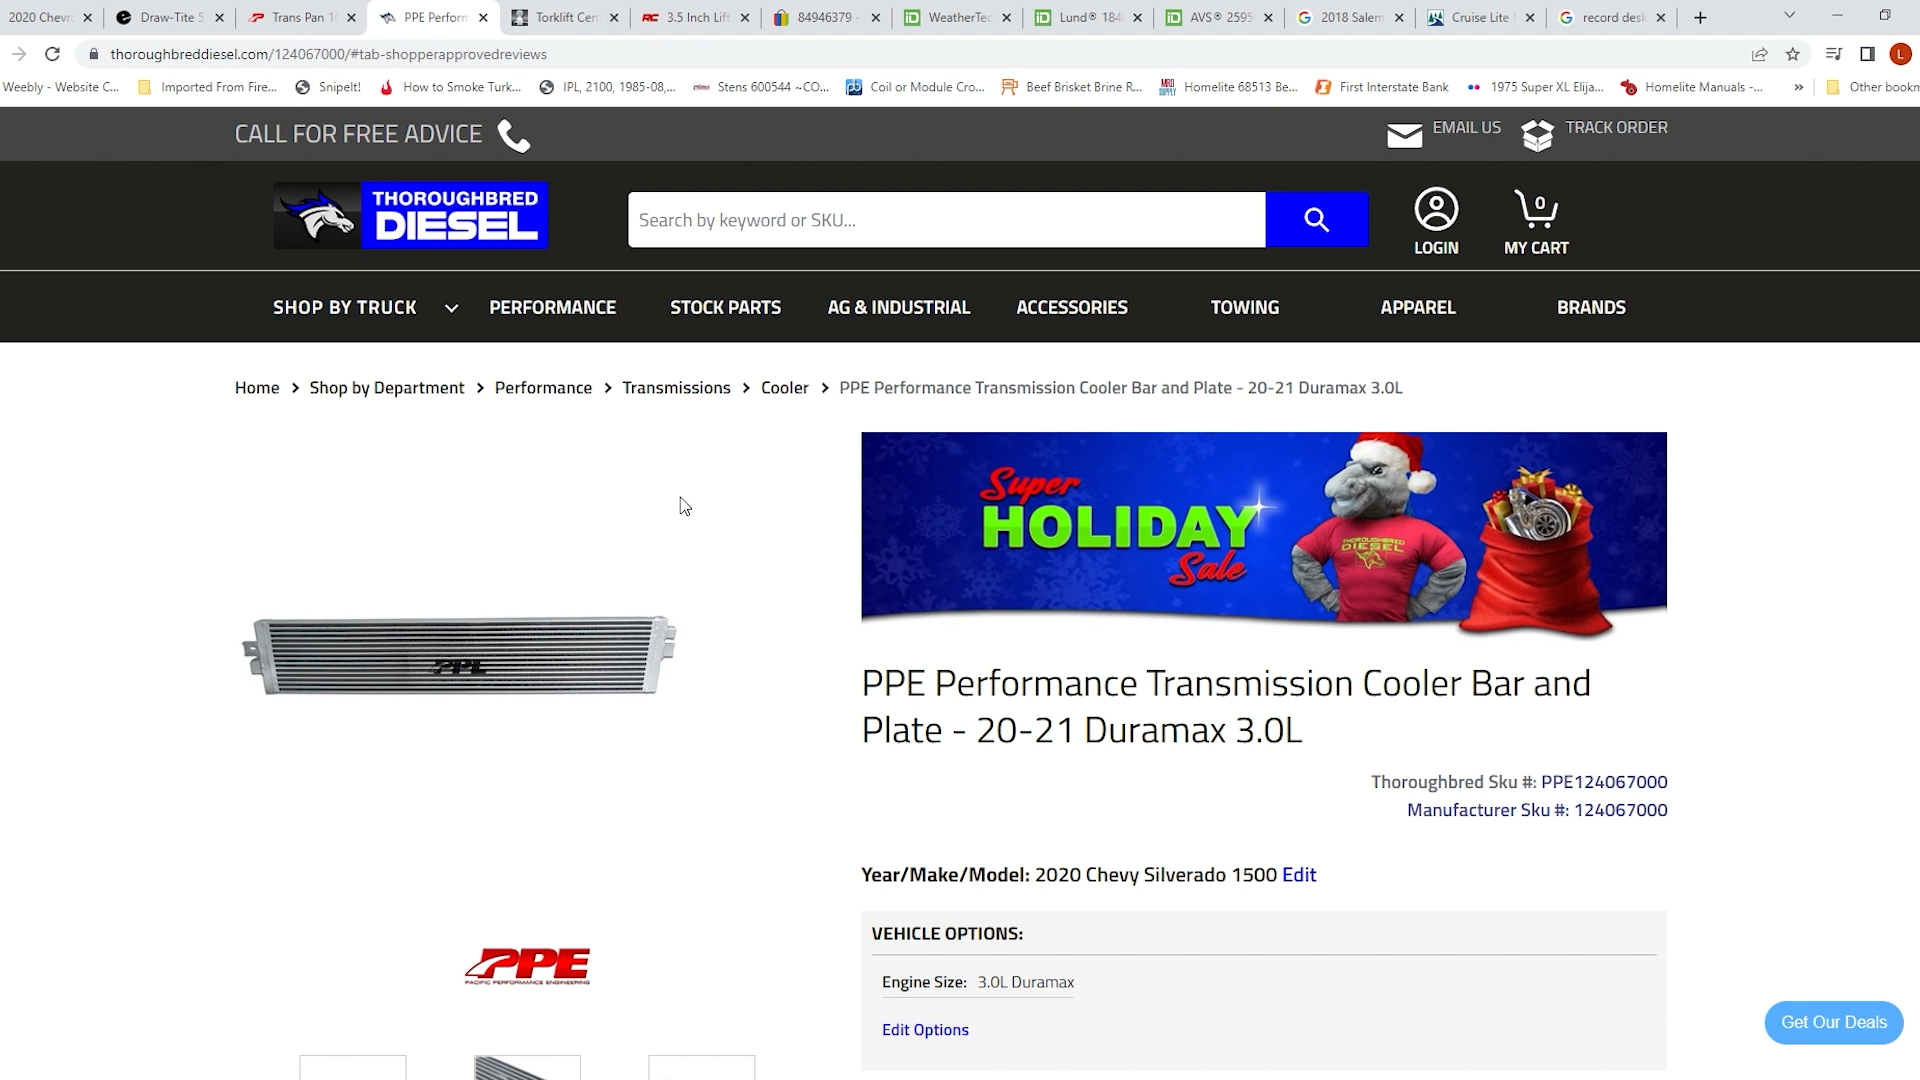 2020 Chevr
Draw-Tite 5
Trans Pan 1
PPE Perform
Torklift Cen
3.5 Inch Lift
84946379 -
WeatherTec
Lund® 184
AVS® 2595
2018 Salem
Cruise Lite
record desk
thoroughbreddiesel.com/124067000/#tab-shopperapprovedreviews
L
Weebly - Website C...
Imported From Fire...
SnipeIt!
How to Smoke Turk...
IPL, 2100, 1985-08,...
Stens 600544 ~CO...
Coil or Module Cro...
Beef Brisket Brine R...
Homelite 68513 Be...
First Interstate Bank
1975 Super XL Elija...
Homelite Manuals -...
»
Other bookm
CALL FOR FREE ADVICE
EMAIL US
TRACK ORDER
THOROUGHBRED
DIESEL
Search by keyword or SKU...
LOGIN
0
MY CART
SHOP BY TRUCK
PERFORMANCE
STOCK PARTS
AG & INDUSTRIAL
ACCESSORIES
TOWING
APPAREL
BRANDS
Home > Shop by Department > Performance > Transmissions > Cooler > PPE Performance Transmission Cooler Bar and Plate - 20-21 Duramax 3.0L
Super
HOLIDAY
Sale
THOROUGHBRED
DIESEL
PPE
PPE Performance Transmission Cooler Bar and
Plate - 20-21 Duramax 3.0L
Thoroughbred Sku #: PPE124067000
Manufacturer Sku #: 124067000
Year/Make/Model: 2020 Chevy Silverado 1500 Edit
VEHICLE OPTIONS:
Engine Size: 3.0L Duramax
Edit Options
PPE
PACIFIC PERFORMANCE ENGINEERING
Get Our Deals